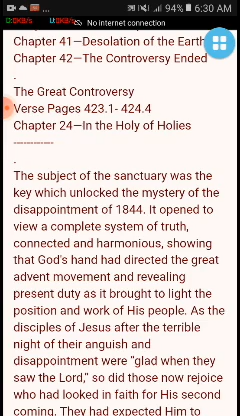 0:0KB/s U:0KB/s 94% 6:30 AM
No internet connection
Chapter 41—Desolation of the Earth
Chapter 42—The Controversy Ended
.
The Great Controversy
Verse Pages 423.1- 424.4
Chapter 24—In the Holy of Holies
-------------
.
The subject of the sanctuary was the
key which unlocked the mystery of the
disappointment of 1844. It opened to
view a complete system of truth,
connected and harmonious, showing
that God's hand had directed the great
advent movement and revealing
present duty as it brought to light the
position and work of His people. As the
disciples of Jesus after the terrible
night of their anguish and
disappointment were "glad when they
saw the Lord," so did those now rejoice
who had looked in faith for His second
coming. They had expected Him to